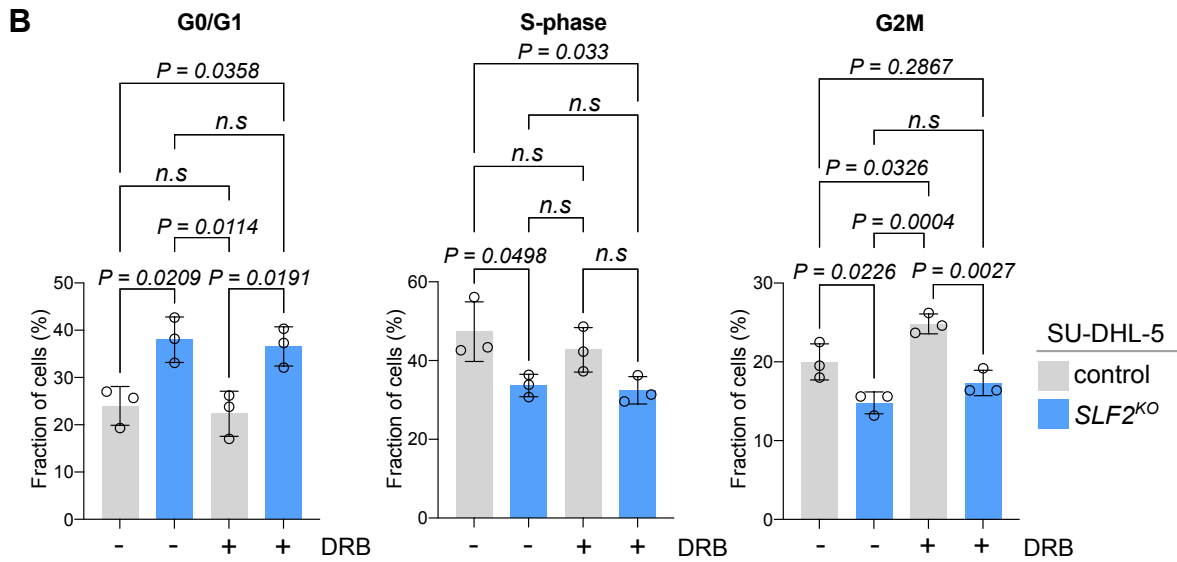 B
G0/G1
P = 0.0358
n.s
n.s
P = 0.0114
P = 0.0209
P = 0.0191
Fraction of cells (%)
50
40
30
20
10
0
- - + + DRB
S-phase
P = 0.033
n.s
n.s
n.s
P = 0.0498
n.s
Fraction of cells (%)
60
40
20
0
- - + + DRB
G2M
P = 0.2867
n.s
P = 0.0326
P = 0.0004
P = 0.0226
P = 0.0027
Fraction of cells (%)
30
20
10
0
- - + + DRB
SU-DHL-5
control
SLF2KO